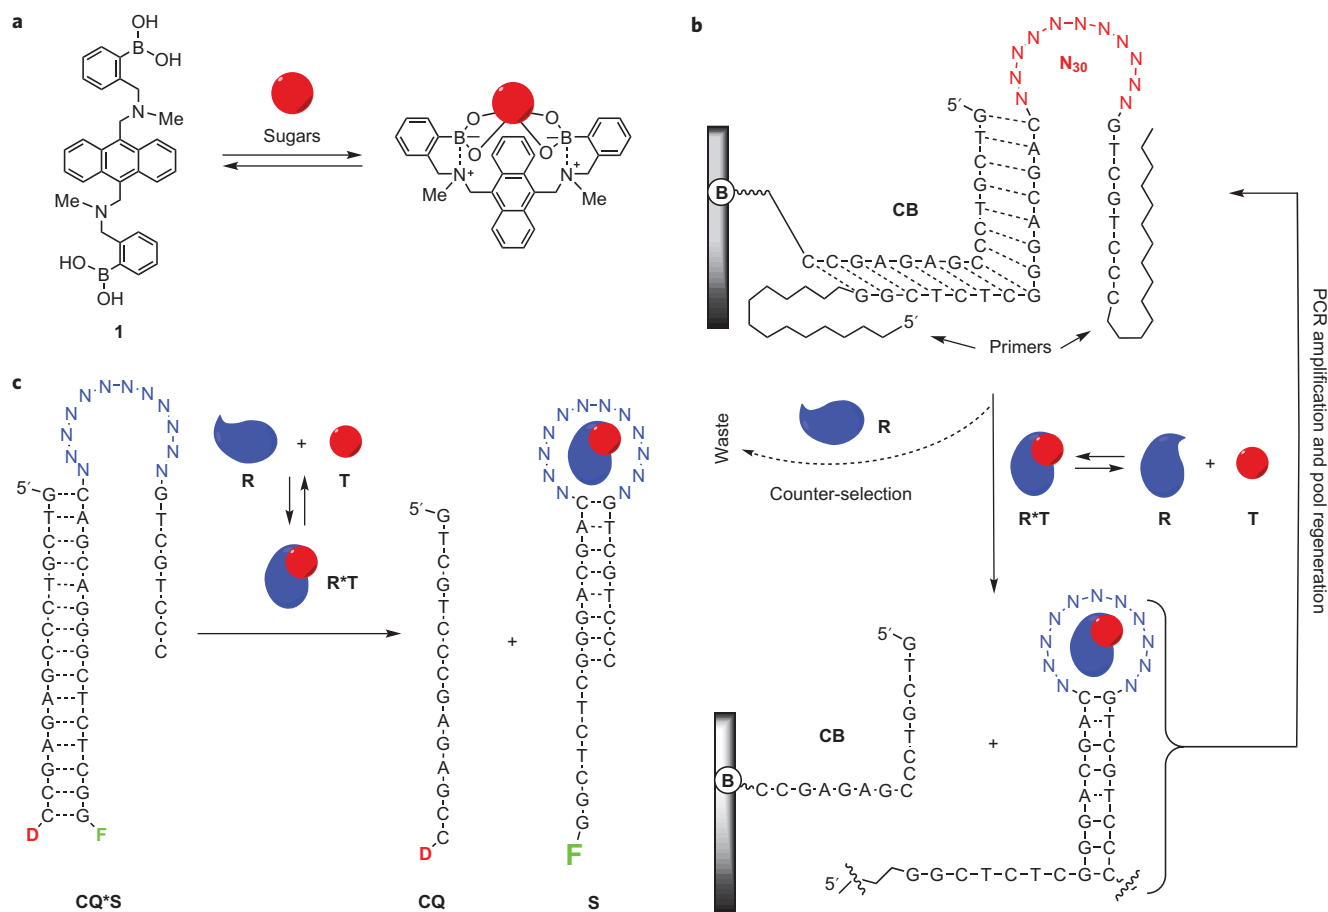 a
OH
B
OH
N
Me
Me
N
HO
B
OH
1
Sugars
O
O
B
B
O
O
N+
N+
Me
Me
b
N N N N N N N N N N N
N30
5′
G-T-C-G-T-C-C
C-A-G-C-A-G-G
G-T-C-G-T-C-C-C
B
CB
C-C-G-A-G-A-G-C
G-G-C-T-C-T-C-G
5′
Primers
Waste
R
Counter-selection
R*T
R
+
T
PCR amplification and pool regeneration
5′
G-T-C-G-T-C-C
CB
B
C-C-G-A-G-A-G-C
+
N N N N N N N N N N N
C-A-G-C-A-G-G
G-T-C-G-T-C-C
5′
G-G-C-T-C-T-C-G C
c
N N N N N N N N N N N
5′
G-T-C-G-T-C-C-C-G-A-G-A-G-C-C
C-A-G-C-A-G-G-G-C-T-C-T-C-G-G
G-T-C-G-T-C-C-C
D
F
CQ*S
R
+
T
R*T
5′
G-T-C-G-T-C-C-C-G-A-G-A-G-C-C
D
CQ
+
N N N N N N N N N N N
C-A-G-C-A-G-G-G-C-T-C-T-C-G-G
G-T-C-G-T-C-C-C
F
S